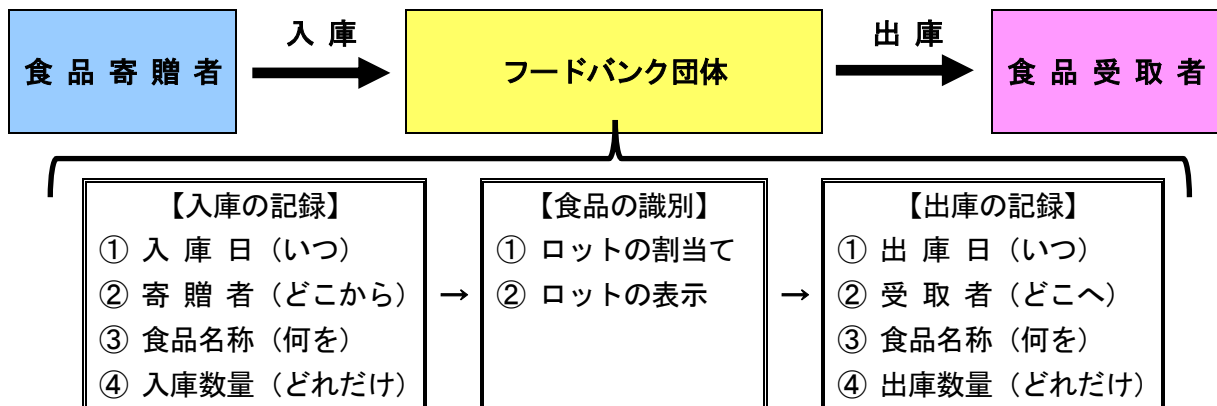 入庫
出庫
食品寄贈者
フードバンク団体
食品受取者
【入庫の記録】
① 入庫日（いつ）
② 寄贈者（どこから）
③ 食品名称（何を）
④ 入庫数量（どれだけ）
→
【食品の識別】
① ロットの割当て
② ロットの表示
→
【出庫の記録】
① 出庫日（いつ）
② 受取者（どこへ）
③ 食品名称（何を）
④ 出庫数量（どれだけ）